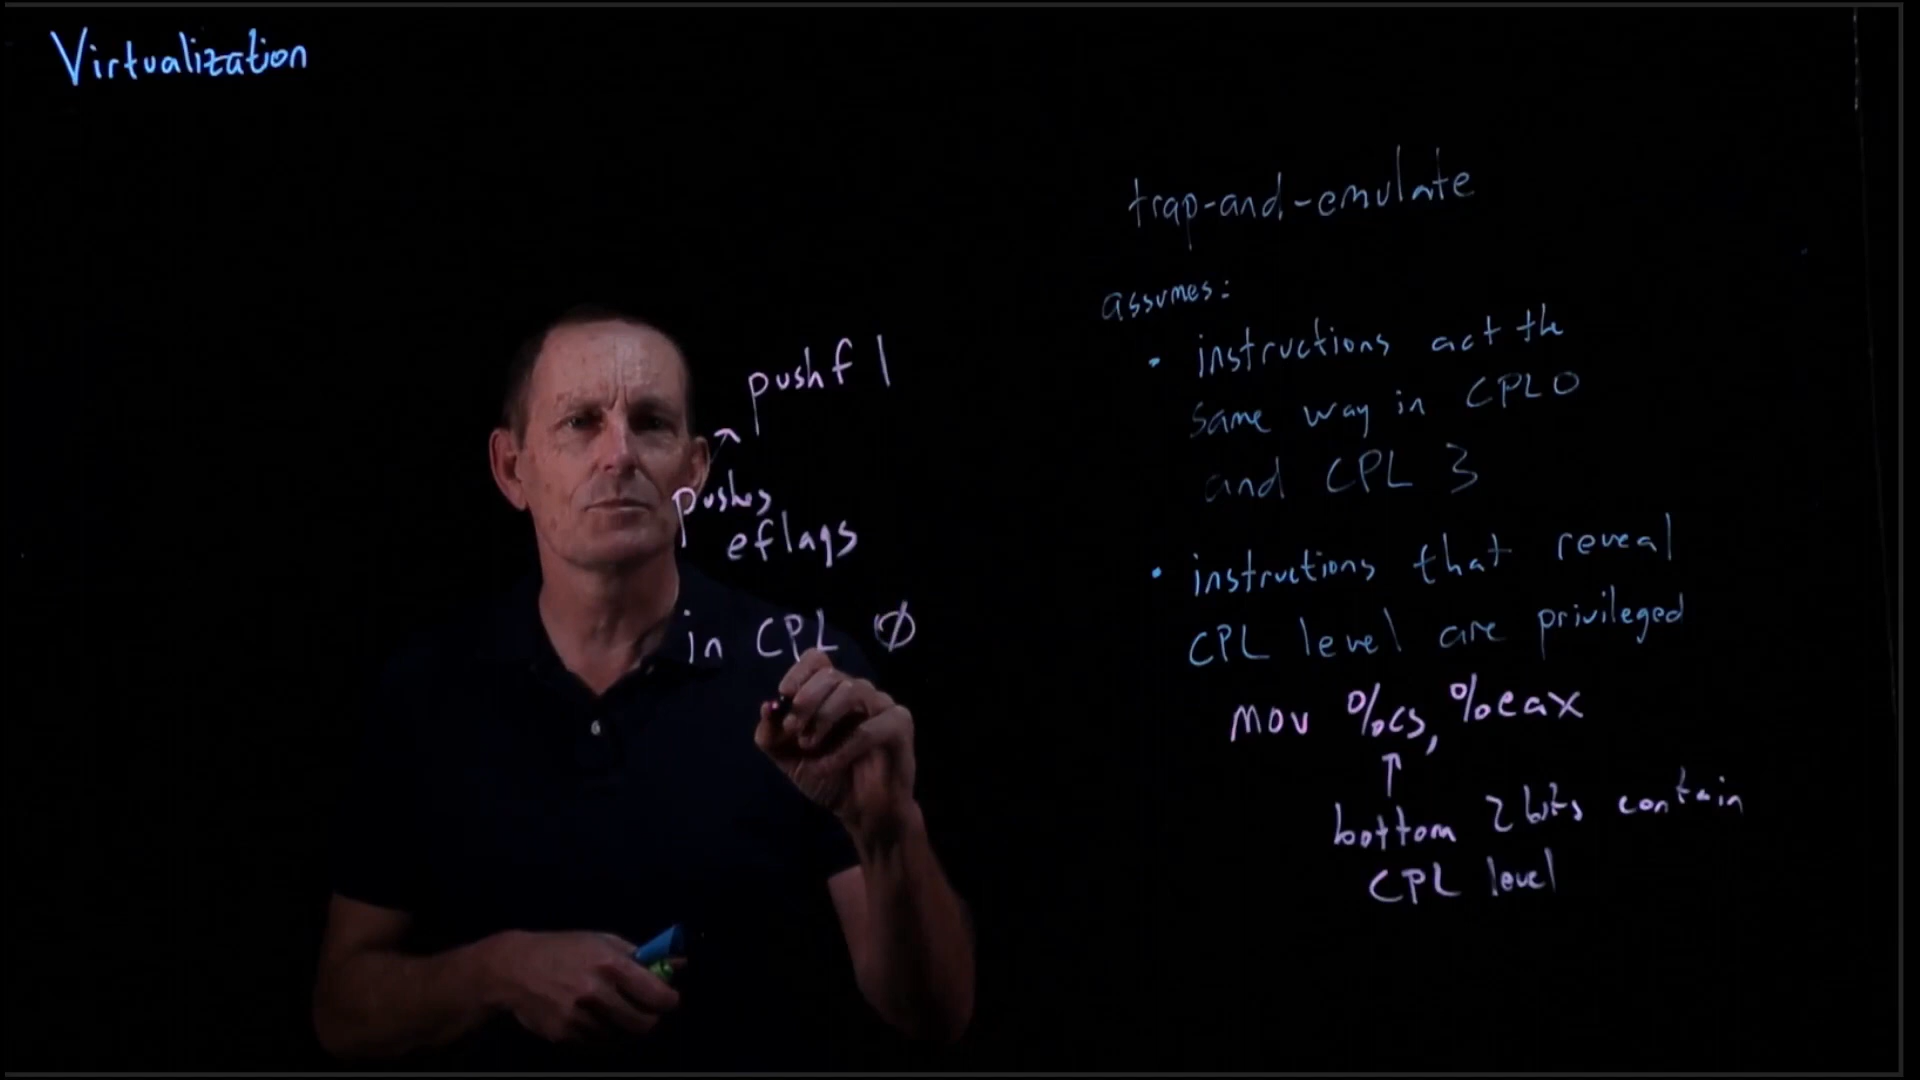 Virtualization
trap-and-emulate
assumes:
• instructions act the
same way in CPL 0
and CPL 3
• instructions that reveal
CPL level are privileged
mov %cs, %eax
↑
bottom 2 bits contain
CPL level
pushfl
↗
pushes
eflags
in CPL Ø